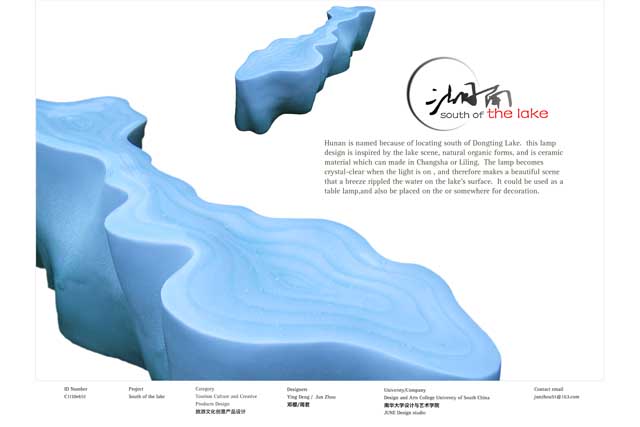 湖南
south of the lake
Hunan is named because of locating south of Dongting Lake. this lamp
design is inspired by the lake scene, natural organic forms, and is ceramic
material which can made in Changsha or Liling, The lamp becomes
crystal-clear when the light is on , and therefore makes a beautiful scene
that a breeze rippled the water on the lake's surface. It could be used as a
table lamp,and also be placed on the or somewhere for decoration.
ID Number
Project
South of the lake
Category
Tourism Culture and Creative
Products Design
旅游文化创意产品设计
Designers
Ying Deng / Jun Zhou
邓樱/周君
Universty/Company
Design and Arts College Universty of South China
南华大学设计与艺术学院
JUNE Design studio
Contact email